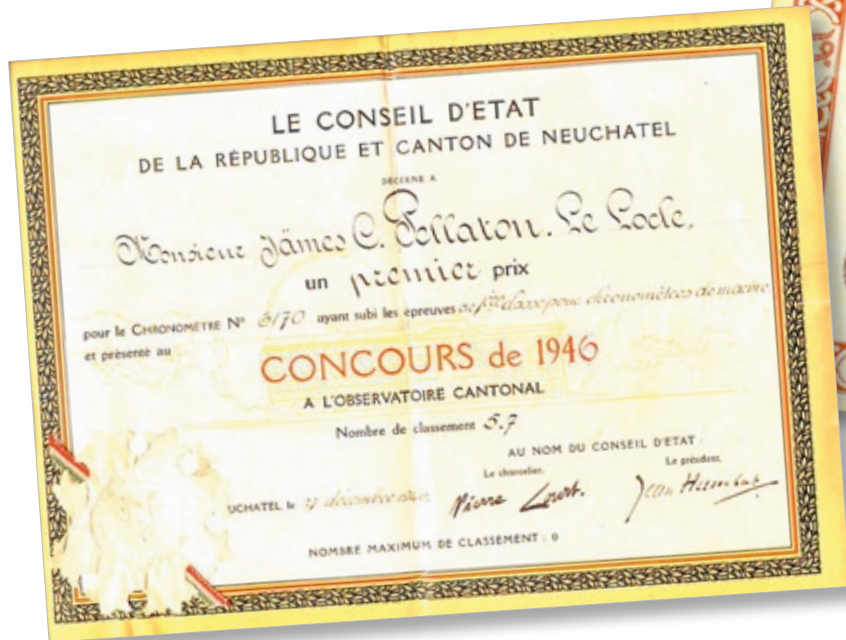 LE CONSEIL D'ETAT
DE LA RÉPUBLIQUE ET CANTON DE NEUCHATEL
DÉCERNE A
Monsieur James C. Pellaton. Le Locle,
un premier prix
pour le CHRONOMÈTRE N° 6170 ayant subi les épreuves de 1ère classe pour chronomètres de marine
et présenté au
CONCOURS de 1946
A L'OBSERVATOIRE CANTONAL
Nombre de classement 5.7
AU NOM DU CONSEIL D'ETAT :
Le chancelier, Le président,
UCHATEL le décembre
Pierre Jean
NOMBRE MAXIMUM DE CLASSEMENT : 0